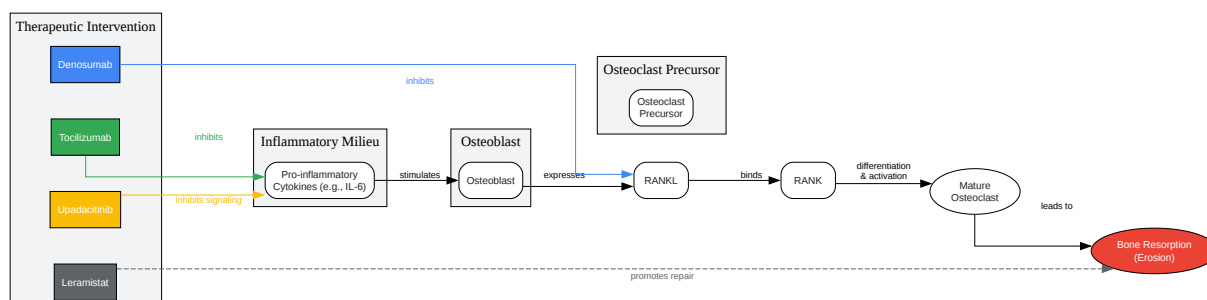 Therapeutic Intervention
Denosumab
inhibits
Osteoclast Precursor
Osteoclast
Precursor
Tocilizumab
inhibits
Inflammatory Milieu
Pro-inflammatory
Cytokines (e.g., IL-6)
stimulates
Osteoblast
Osteoblast
expresses
RANKL
binds
RANK
differentiation
& activation
Mature
Osteoclast
leads to
Upadacitinib
inhibits signaling
Bone Resorption
(Erosion)
Leramistat
promotes repair